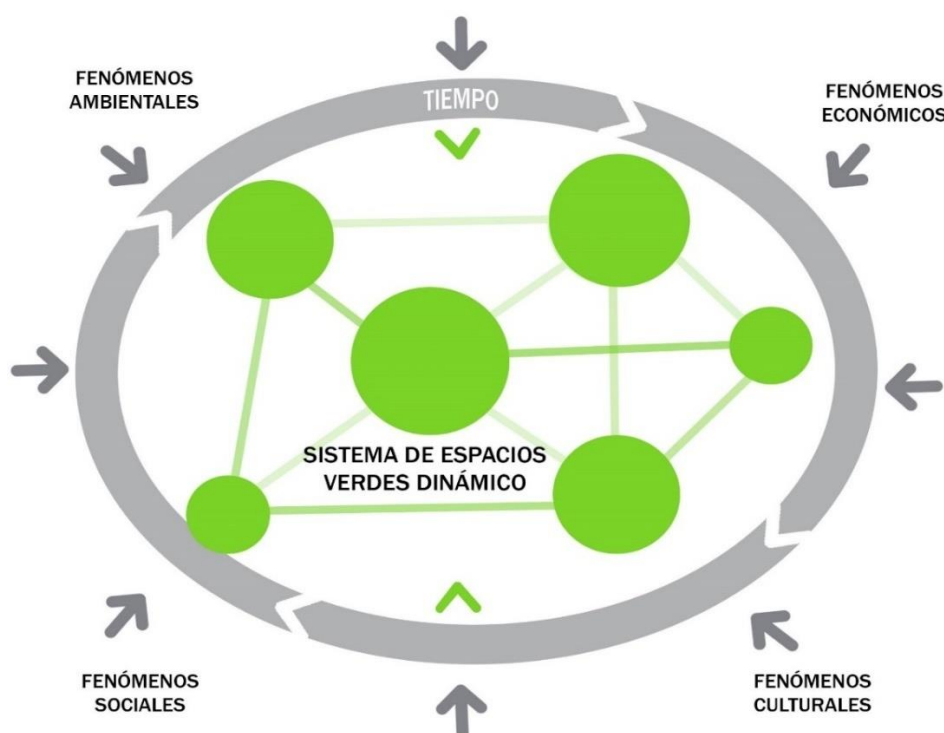 FENÓMENOS
AMBIENTALES
TIEMPO
FENÓMENOS
ECONÓMICOS
SISTEMA DE ESPACIOS
VERDES DINÁMICO
FENÓMENOS
SOCIALES
FENÓMENOS
CULTURALES